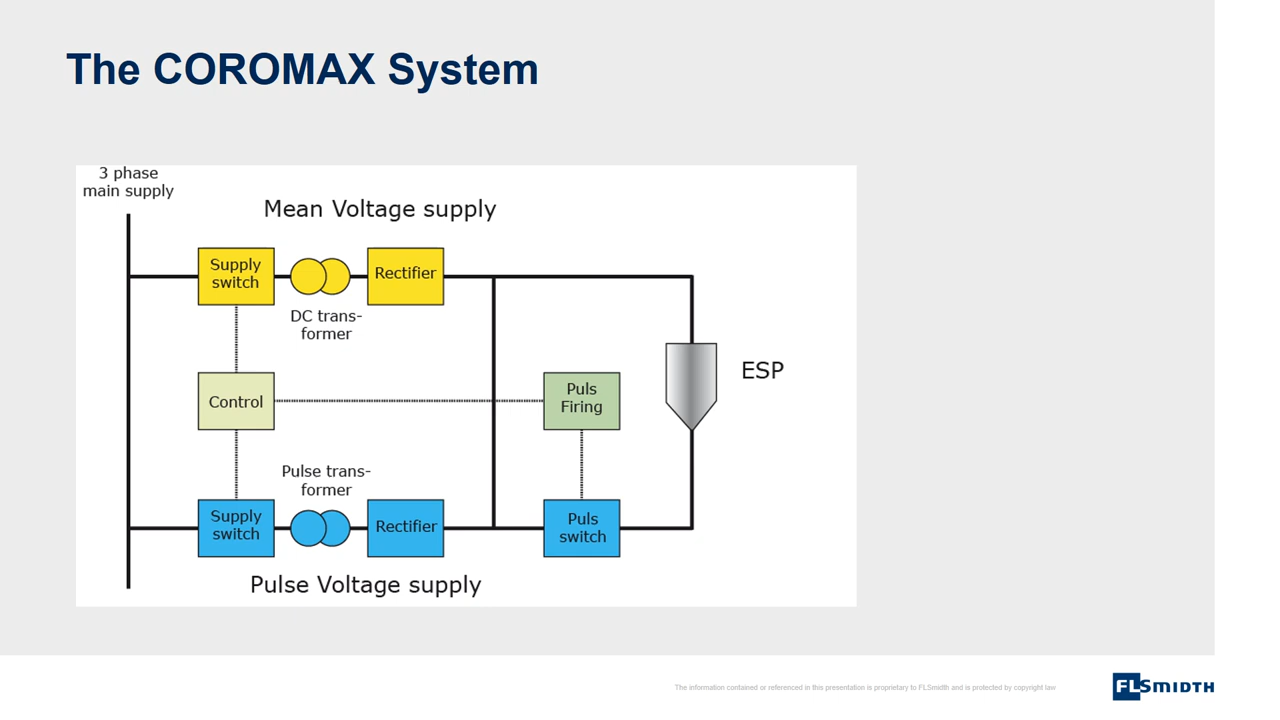 The COROMAX System
3 phase
main supply
Mean Voltage supply
Supply
switch
Rectifier
DC trans-
former
Control
Puls
Firing
ESP
Pulse trans-
former
Supply
switch
Rectifier
Puls
switch
Pulse Voltage supply
The information contained or referenced in this presentation is proprietary to FLSmidth and is protected by copyright law
FLSMIDTH